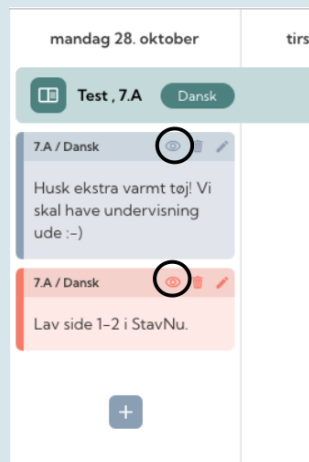 mandag 28. oktober
tirs
Test , 7.A Dansk
7.A / Dansk
Husk ekstra varmt tøj! Vi
skal have undervisning
ude :-)
7.A / Dansk
Lav side 1-2 i StavNu.
+